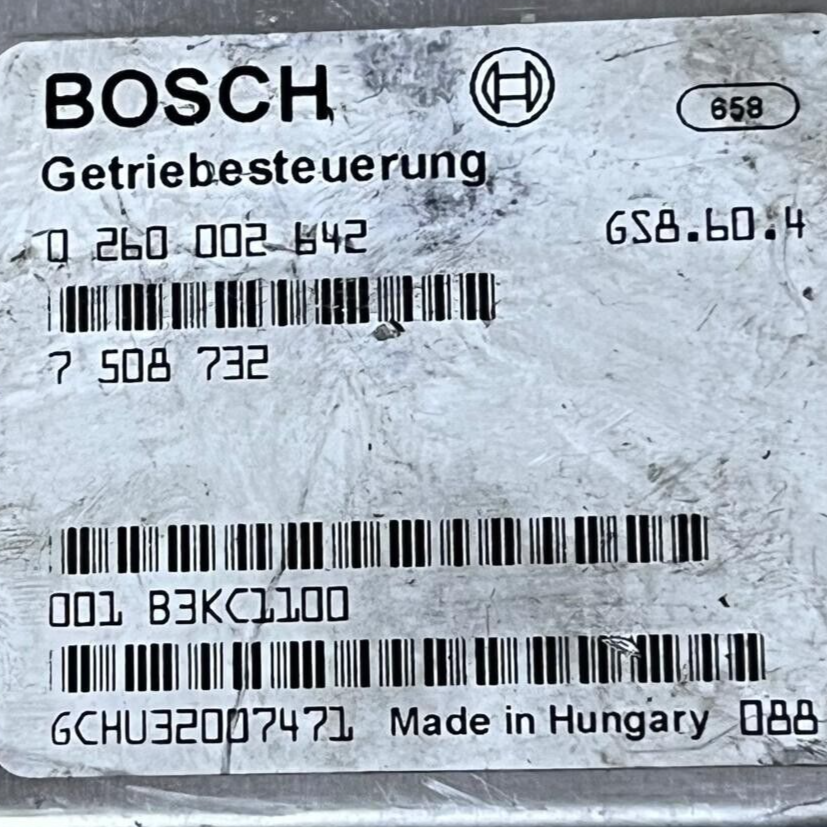 BOSCH
658
Getriebesteuerung
0 260 002 642 GS8.60.4
7 508 732
001 B3KC1100
GCHU32007471 Made in Hungary 088